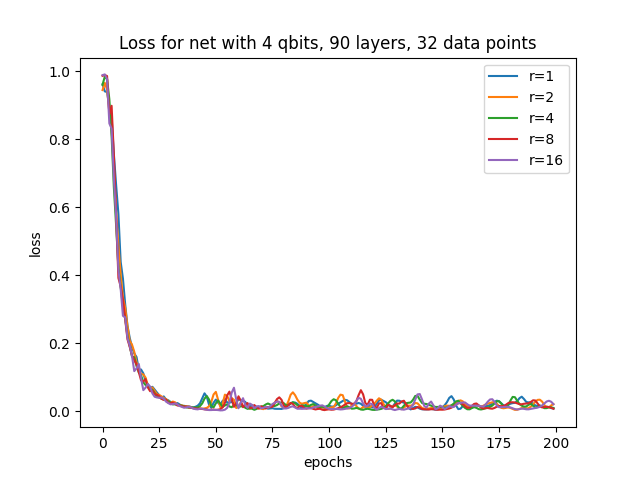 Loss for net with 4 qbits, 90 layers, 32 data points
1.0
0.8
0.6
0.4
0.2
0.0
loss
r=1
r=2
r=4
r=8
r=16
0 25 50 75 100 125 150 175 200
epochs